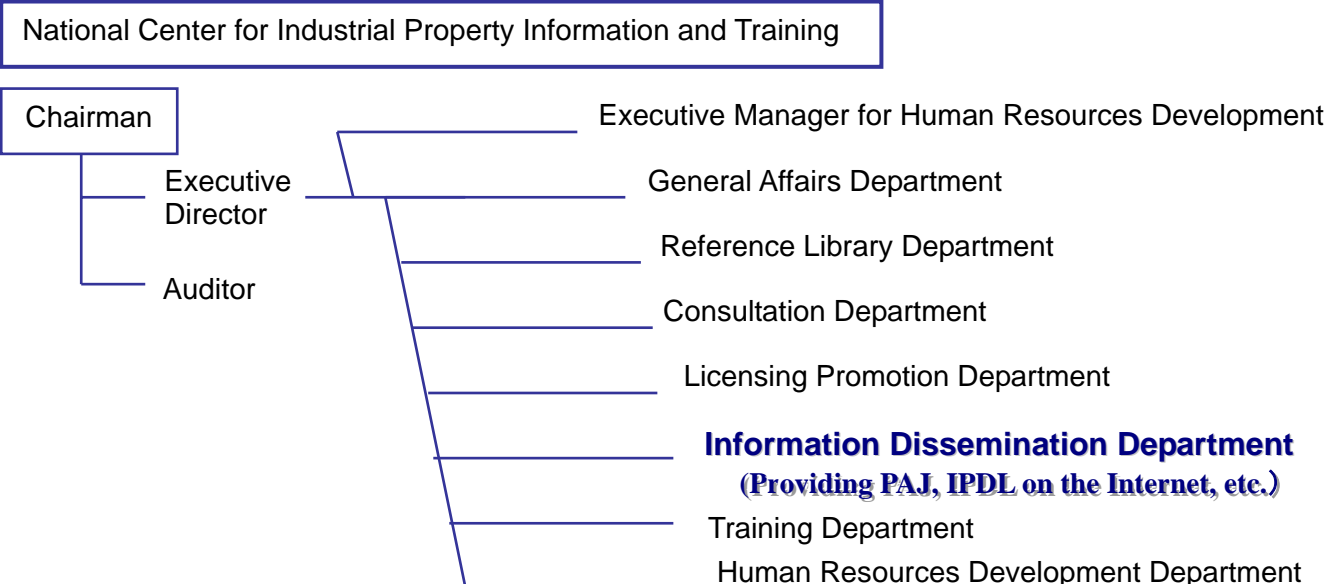 National Center for Industrial Property Information and Training
Chairman
Executive Manager for Human Resources Development
Executive
Director
General Affairs Department
Reference Library Department
Auditor
Consultation Department
Licensing Promotion Department
Information Dissemination Department
(Providing PAJ, IPDL on the Internet, etc.）
Training Department
Human Resources Development Department